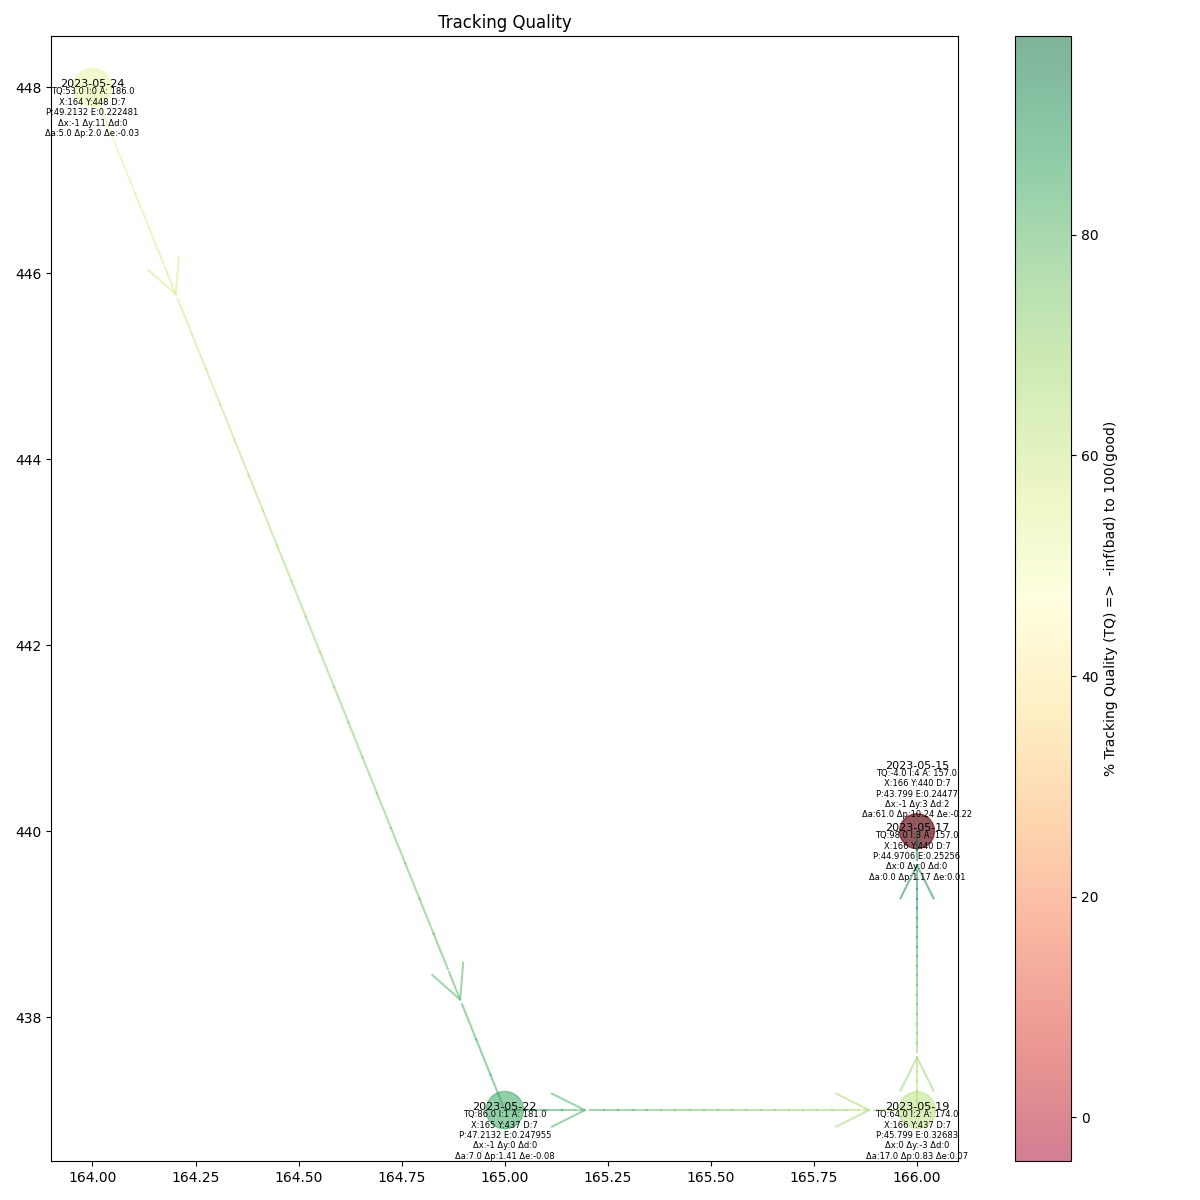 Tracking Quality
448
446
444
442
440
438
2023-05-24
TQ:53.0 I:0 A: 186.0
X:164 Y:448 D:7
P:49.2132 E:0.222481
Δx:-1 Δy:11 Δd:0
Δa:5.0 Δp:2.0 Δe:-0.03
2023-05-15
TQ:-4.0 I:4 A: 157.0
X:166 Y:440 D:7
P:43.799 E:0.24477
Δx:-1 Δy:3 Δd:2
Δa:61.0 Δp:10.24 Δe:-0.22
2023-05-17
TQ:98.0 I:3 A: 157.0
X:166 Y:440 D:7
P:44.9706 E:0.25256
Δx:0 Δy:0 Δd:0
Δa:0.0 Δp:1.17 Δe:0.01
2023-05-22
TQ:86.0 I:1 A: 181.0
X:165 Y:437 D:7
P:47.2132 E:0.247955
Δx:-1 Δy:0 Δd:0
Δa:7.0 Δp:1.41 Δe:-0.08
2023-05-19
TQ:64.0 I:2 A: 174.0
X:166 Y:437 D:7
P:45.799 E:0.32683
Δx:0 Δy:-3 Δd:0
Δa:17.0 Δp:0.83 Δe:0.07
164.00 164.25 164.50 164.75 165.00 165.25 165.50 165.75 166.00
80
60
40
20
0
% Tracking Quality (TQ) =>  -inf(bad) to 100(good)